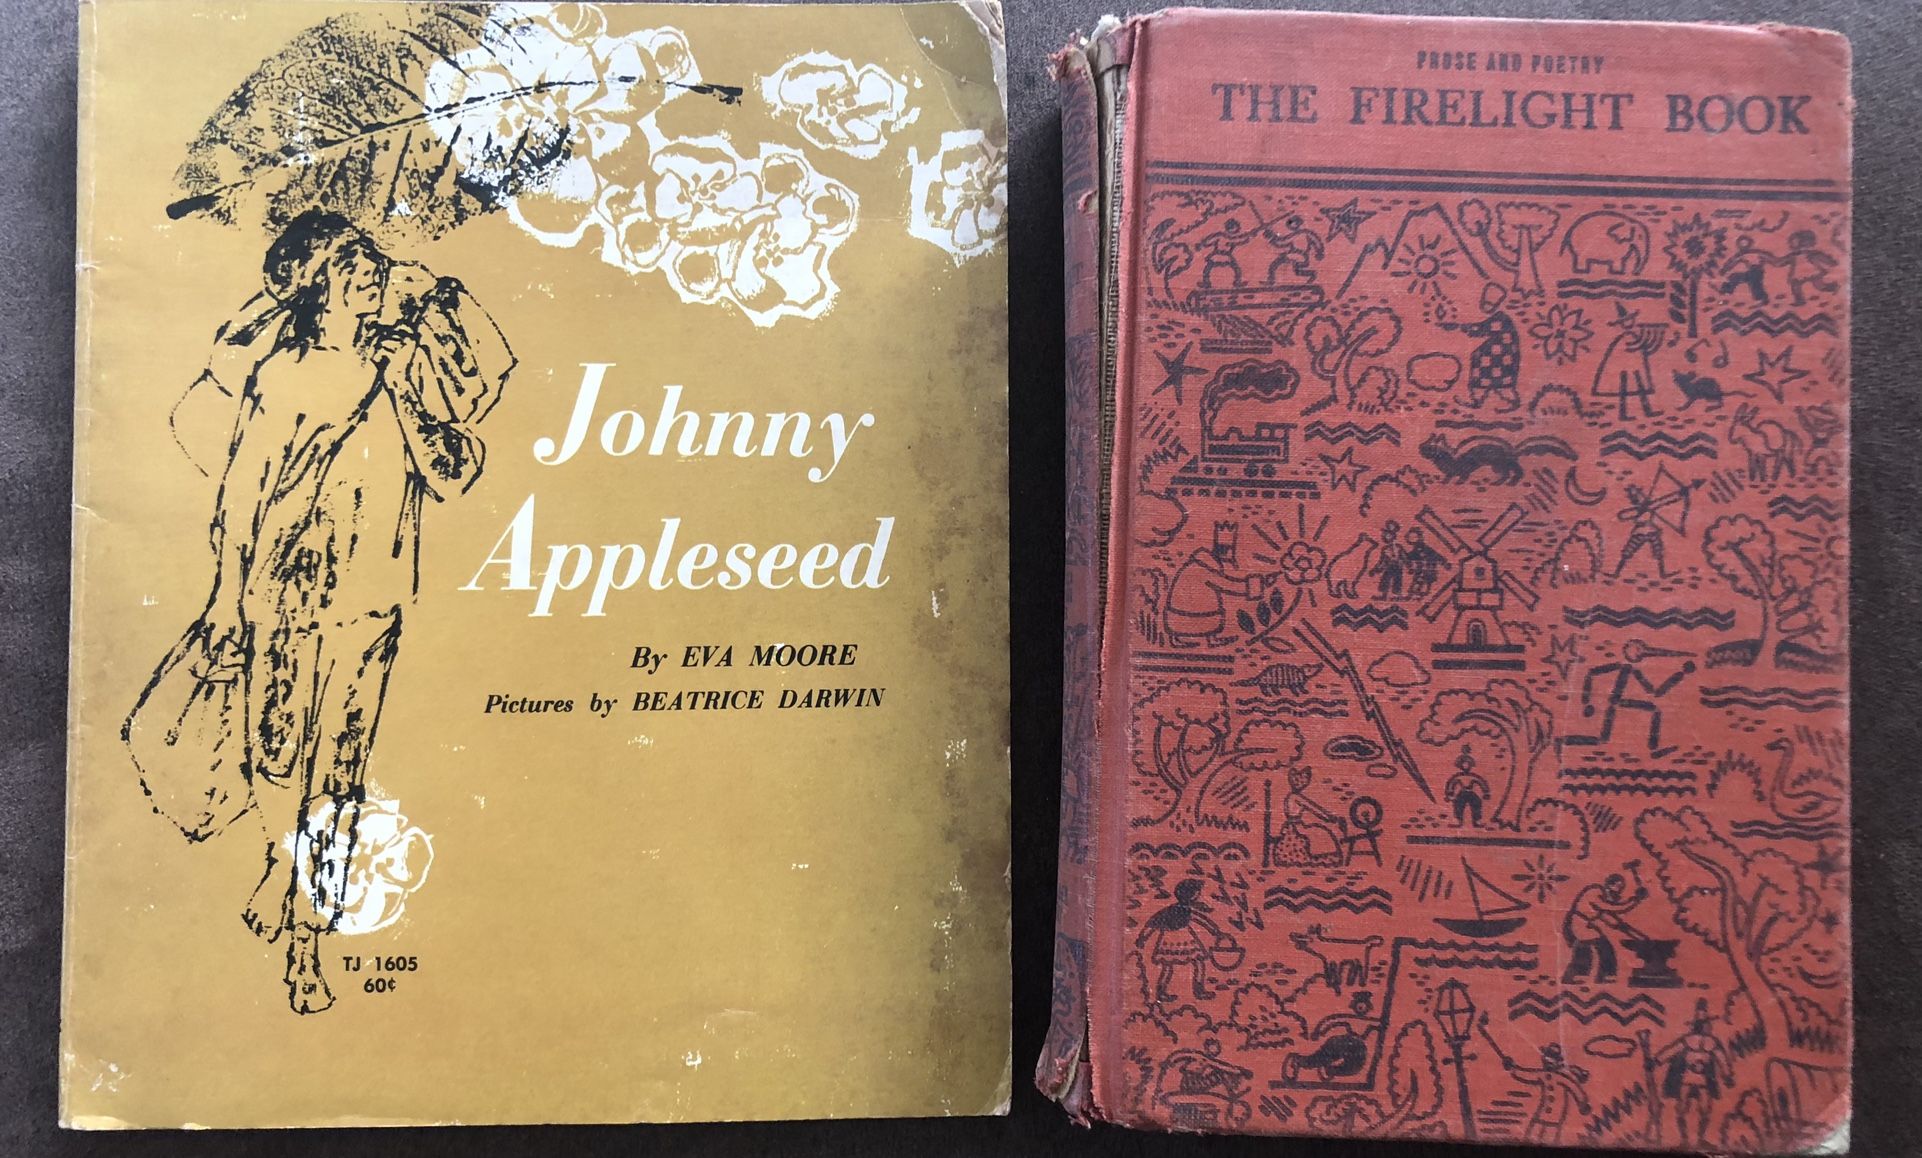 Johnny
Appleseed
By EVA MOORE
Pictures by BEATRICE DARWIN
TJ 1605
60¢
PROSE AND POETRY
THE FIRELIGHT BOOK